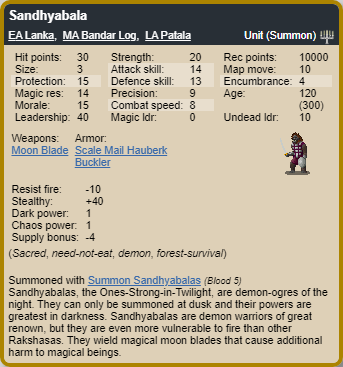 Sandhyabala
EA Lanka, MA Bandar Log, LA Patala Unit (Summon)
Hit points: 30 Strength: 20 Rec points: 10000
Size: 3 Attack skill: 14 Map move: 10
Protection: 15 Defence skill: 13 Encumbrance: 4
Magic res: 14 Precision: 9 Age: 120
Morale: 15 Combat speed: 8 (300)
Leadership: 40 Magic ldr: 0 Undead ldr: 10
Weapons: Armor:
Moon Blade Scale Mail Hauberk
Buckler
Resist fire: -10
Stealthy: +40
Dark power: 1
Chaos power: 1
Supply bonus: -4
(Sacred, need-not-eat, demon, forest-survival)
Summoned with Summon Sandhyabalas (Blood 5)
Sandhyabalas, the Ones-Strong-in-Twilight, are demon-ogres of the
night. They can only be summoned at dusk and their powers are
greatest in darkness. Sandhyabalas are demon warriors of great
renown, but they are even more vulnerable to fire than other
Rakshasas. They wield magical moon blades that cause additional
harm to magical beings.